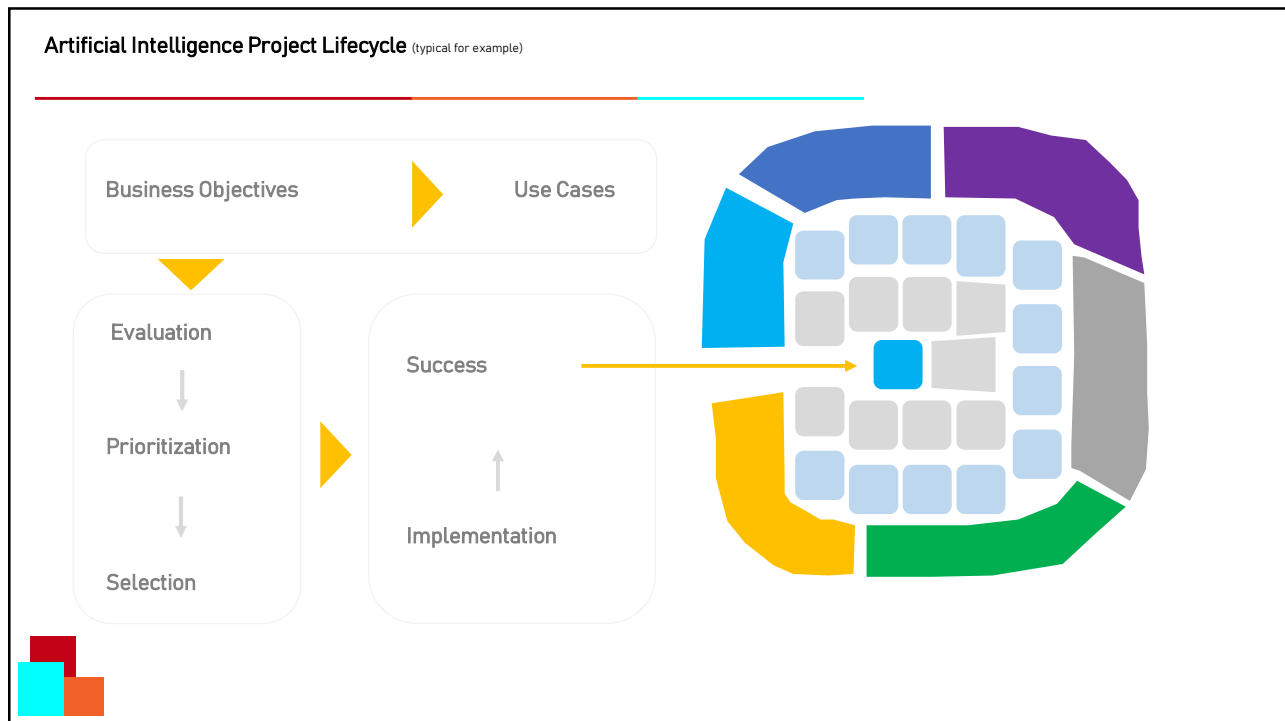 Artificial Intelligence Project Lifecycle (typical for example)
Business Objectives
Use Cases
Evaluation
Prioritization
Selection
Success
Implementation